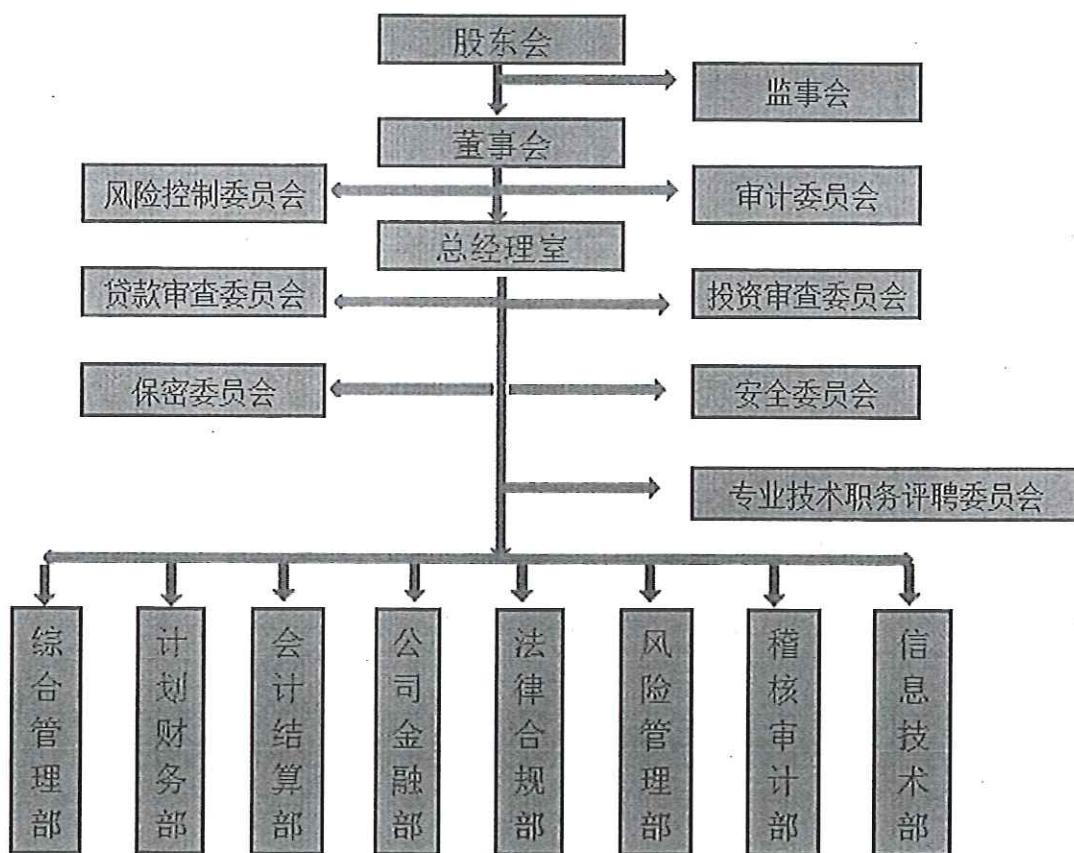 股东会
监事会
董事会
风险控制委员会
审计委员会
总经理室
贷款审查委员会
投资审查委员会
保密委员会
安全委员会
专业技术职务评聘委员会
综合管理部
计划财务部
会计结算部
公司金融部
法律合规部
风险管理部
稽核审计部
信息技术部